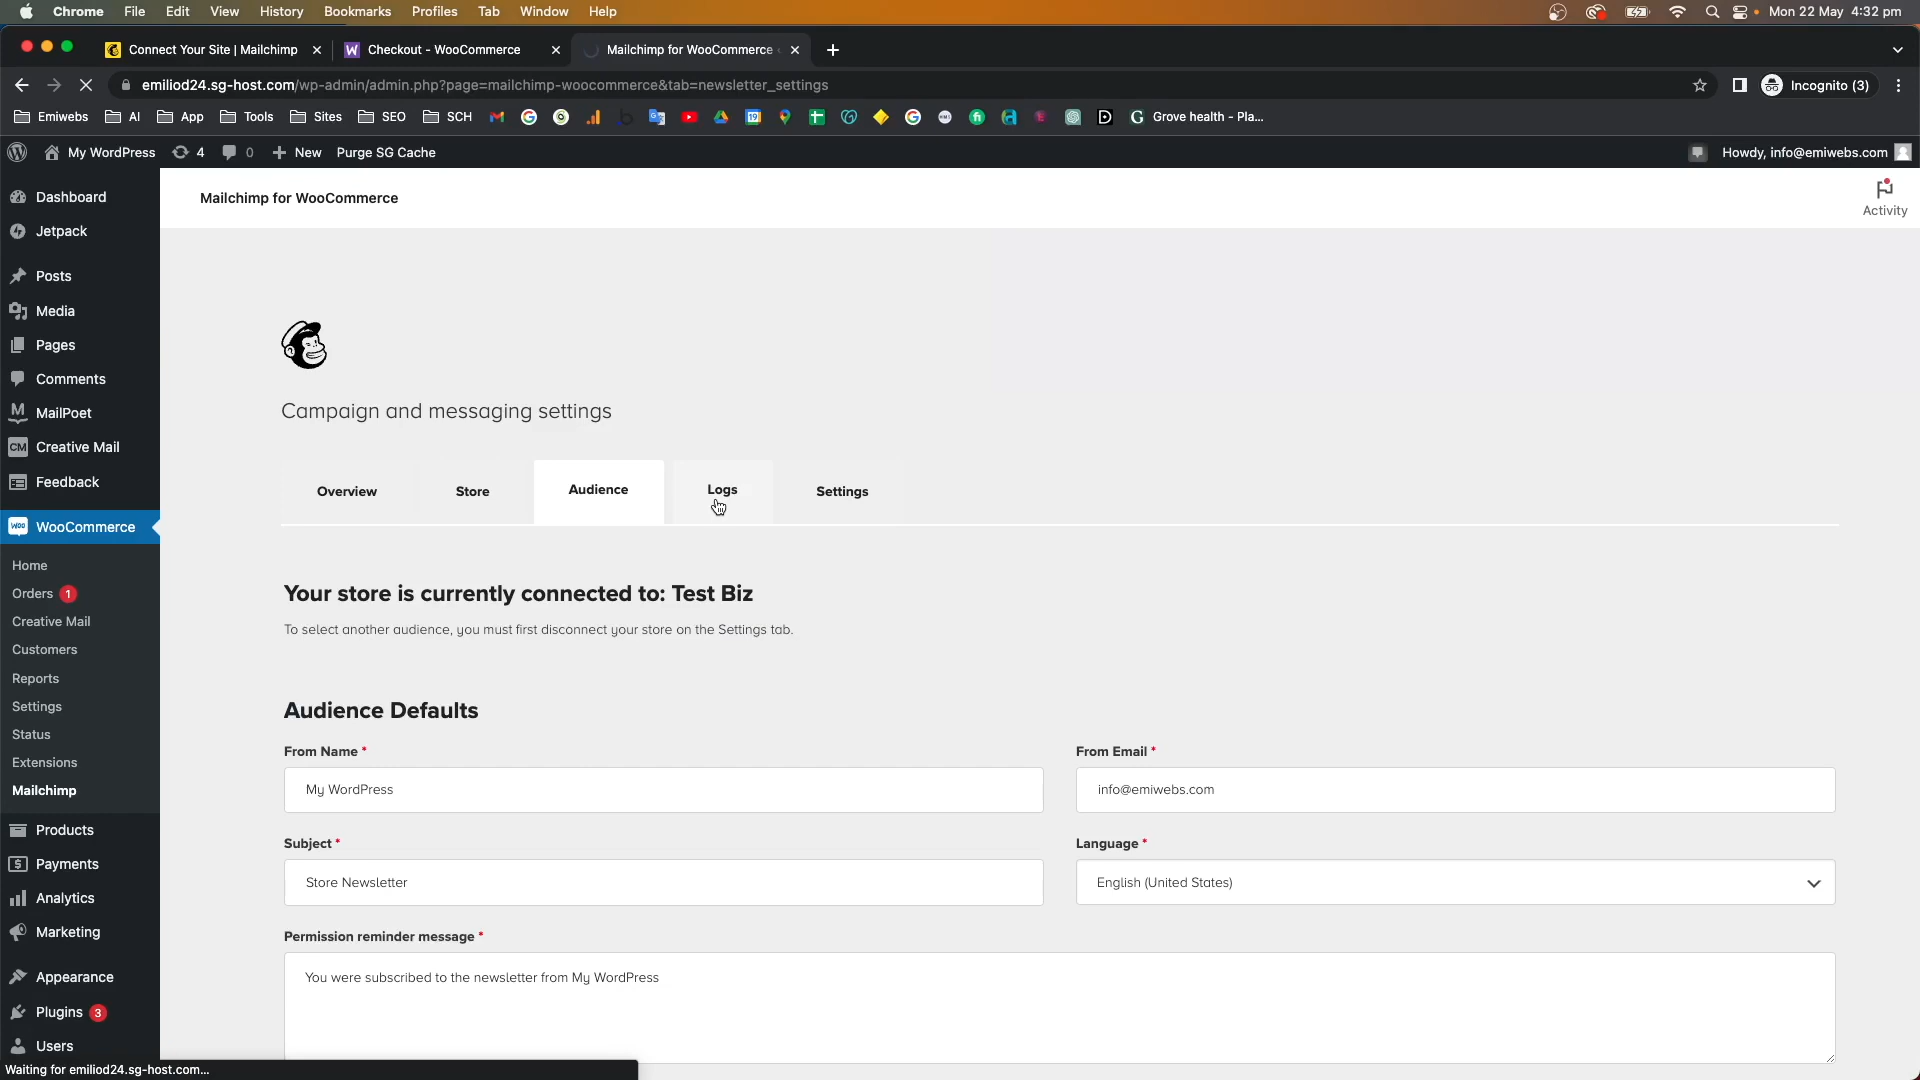 Chrome File Edit View History Bookmarks Profiles Tab Window Help Mon 22 May 4:32 pm
Connect Your Site | Mailchimp Checkout - WooCommerce Mailchimp for WooCommerce
emiliod24.sg-host.com/wp-admin/admin.php?page=mailchimp-woocommerce&tab=newsletter_settings Incognito (3)
Emiwebs AI App Tools Sites SEO SCH Grove health - Pla...
My WordPress 4 0 New Purge SG Cache Howdy, info@emiwebs.com
Dashboard
Jetpack
Posts
Media
Pages
Comments
MailPoet
Creative Mail
Feedback
WooCommerce
Home
Orders 1
Creative Mail
Customers
Reports
Settings
Status
Extensions
Mailchimp
Products
Payments
Analytics
Marketing
Appearance
Plugins 3
Users
Waiting for emiliod24.sg-host.com...
Mailchimp for WooCommerce
Activity
Campaign and messaging settings
Overview Store Audience Logs Settings
Your store is currently connected to: Test Biz
To select another audience, you must first disconnect your store on the Settings tab.
Audience Defaults
From Name * From Email *
My WordPress info@emiwebs.com
Subject * Language *
Store Newsletter English (United States)
Permission reminder message *
You were subscribed to the newsletter from My WordPress